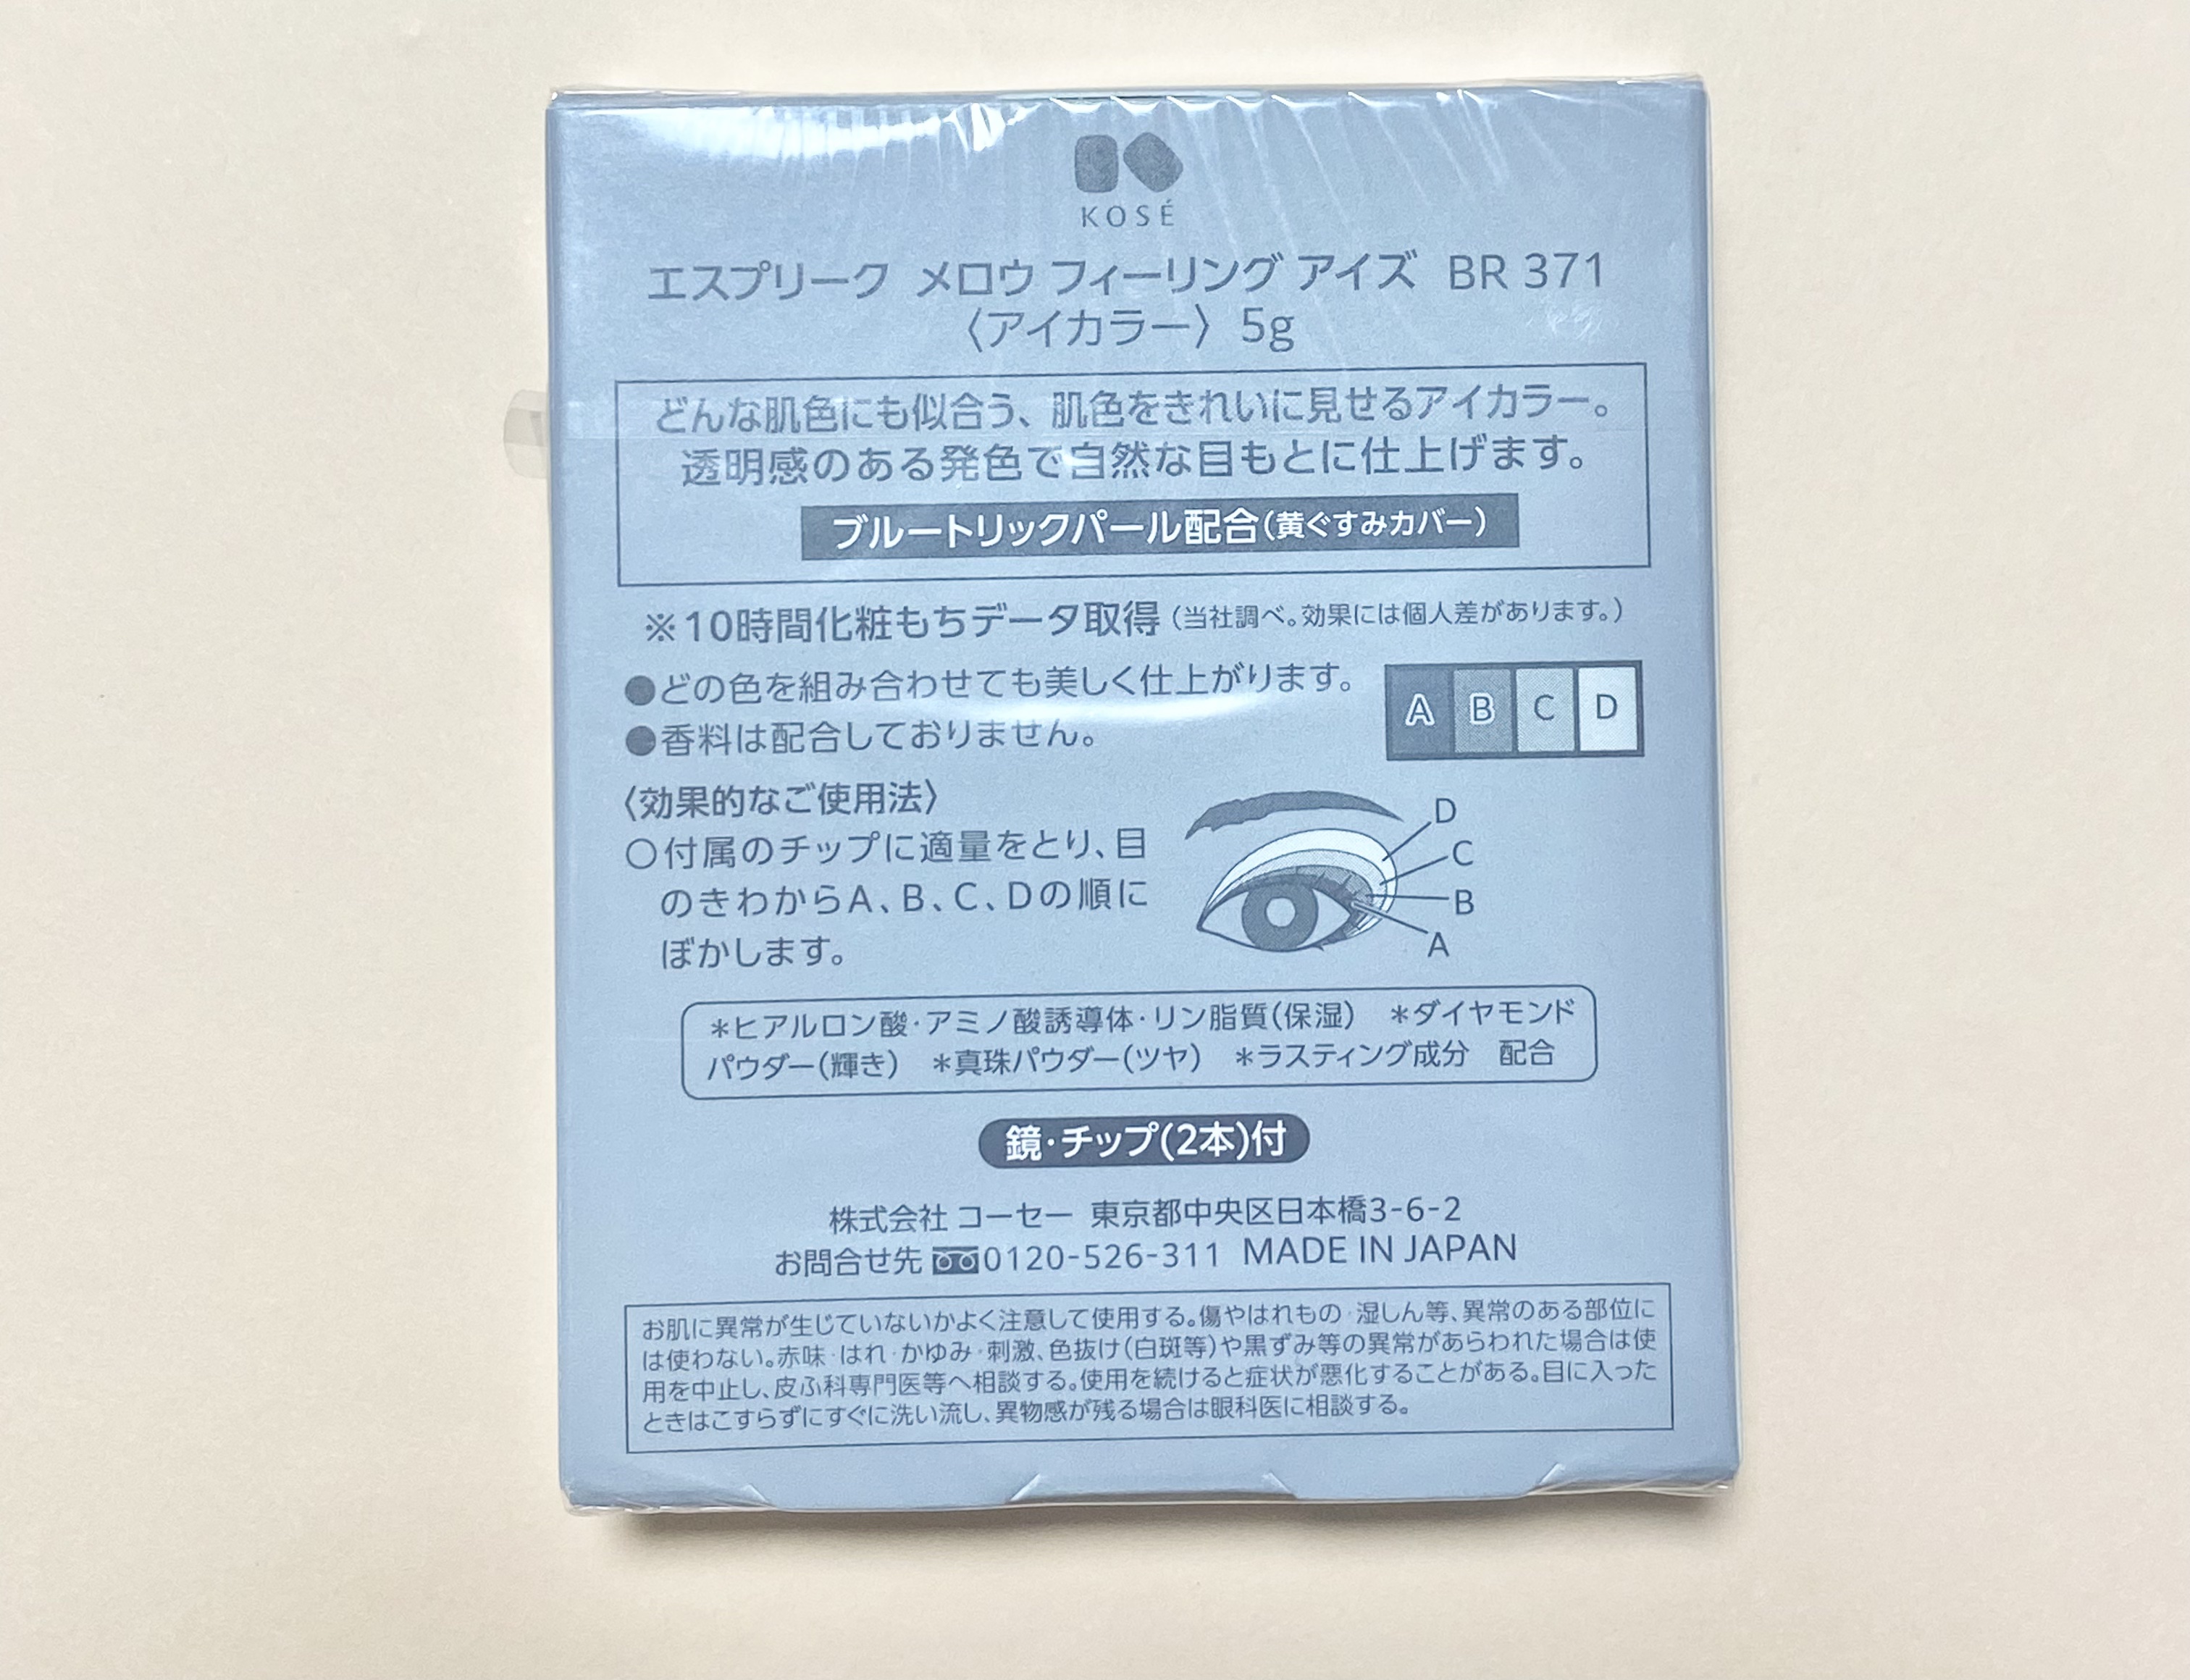 KOSÉ
エスプリーク メロウ フィーリング アイズ BR 371
〈アイカラー〉 5g
どんな肌色にも似合う、肌色をきれいに見せるアイカラー。
透明感のある発色で自然な目もとに仕上げます。
ブルートリックパール配合(黄ぐすみカバー)
※10時間化粧もちデータ取得(当社調べ。効果には個人差があります。)
●どの色を組み合わせても美しく仕上がります。
●香料は配合しておりません。
A B C D
〈効果的なご使用法〉
○付属のチップに適量をとり、目
のきわからA、B、C、Dの順に
ぼかします。
D
C
B
A
*ヒアルロン酸・アミノ酸誘導体・リン脂質(保湿) *ダイヤモンド
パウダー(輝き) *真珠パウダー(ツヤ) *ラスティング成分 配合
鏡・チップ(2本)付
株式会社 コーセー 東京都中央区日本橋3-6-2
お問合せ先 0120-526-311 MADE IN JAPAN
お肌に異常が生じていないかよく注意して使用する。傷やはれもの・湿しん等、異常のある部位に
は使わない。赤味・はれ・かゆみ・刺激、色抜け(白斑等)や黒ずみ等の異常があらわれた場合は使
用を中止し、皮ふ科専門医等へ相談する。使用を続けると症状が悪化することがある。目に入った
ときはこすらずにすぐに洗い流し、異物感が残る場合は眼科医に相談する。